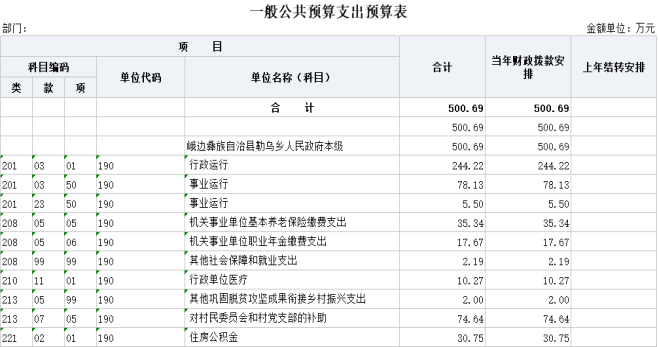 一般公共预算支出预算表
部门: 金额单位: 万元
项 目 合计 当年财政拨款安排 上年结转安排
科目编码 单位代码 单位名称（科目）
类 款 项
合 计 500.69 500.69
500.69 500.69
峨边彝族自治县勒乌乡人民政府本级 500.69 500.69
201 03 01 190 行政运行 244.22 244.22
201 03 50 190 事业运行 78.13 78.13
201 23 50 190 事业运行 5.50 5.50
208 05 05 190 机关事业单位基本养老保险缴费支出 35.34 35.34
208 05 06 190 机关事业单位职业年金缴费支出 17.67 17.67
208 99 99 190 其他社会保障和就业支出 2.19 2.19
210 11 01 190 行政单位医疗 10.27 10.27
213 05 99 190 其他巩固脱贫攻坚成果衔接乡村振兴支出 2.00 2.00
213 07 05 190 对村民委员会和村党支部的补助 74.64 74.64
221 02 01 190 住房公积金 30.75 30.75